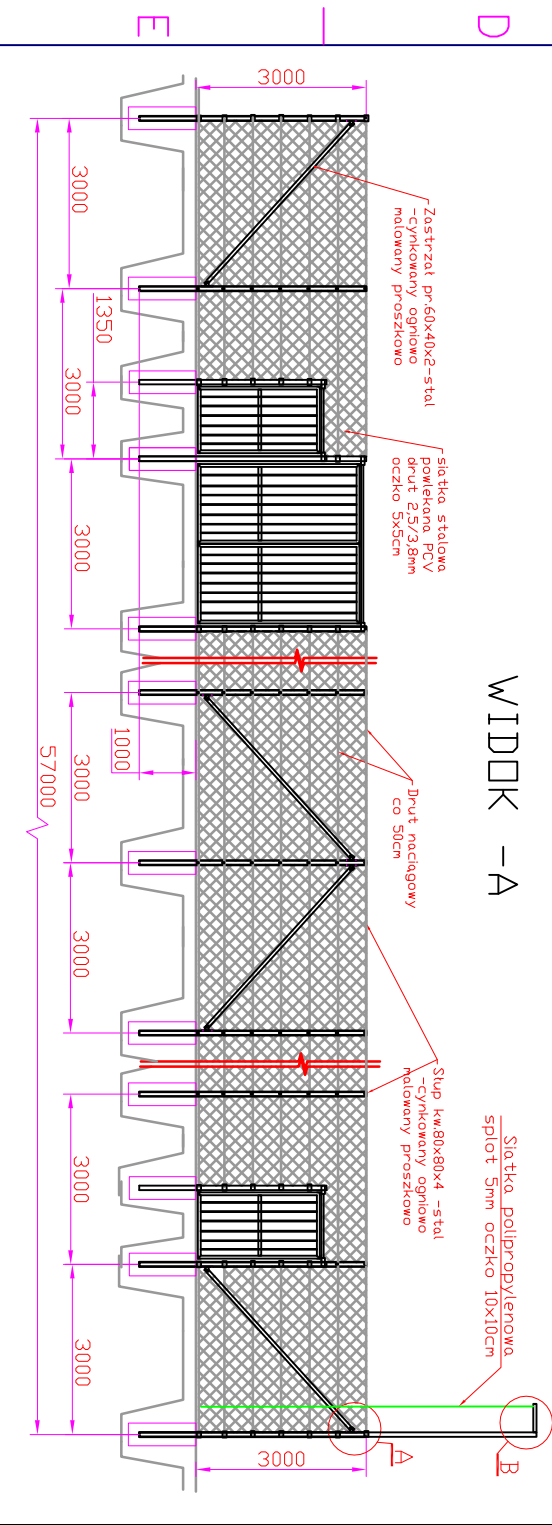 D
E
WIDOK -A
3000
Zastrzał pr.60x40x2-stal
-cynkowany ogniowo
malowany proszkowo
siatka stalowa
powlekana PCV
drut 2,5/3,8mm
oczko 5x5cm
Drut naciągowy
co 50cm
Słup kw.80x80x4 -stal
-cynkowany ogniowo
malowany proszkowo
Siatka polipropylenowa
splot 5mm oczko 10x10cm
B
A
3000
3000
1350
3000
3000
1000
3000
3000
3000
3000
57000